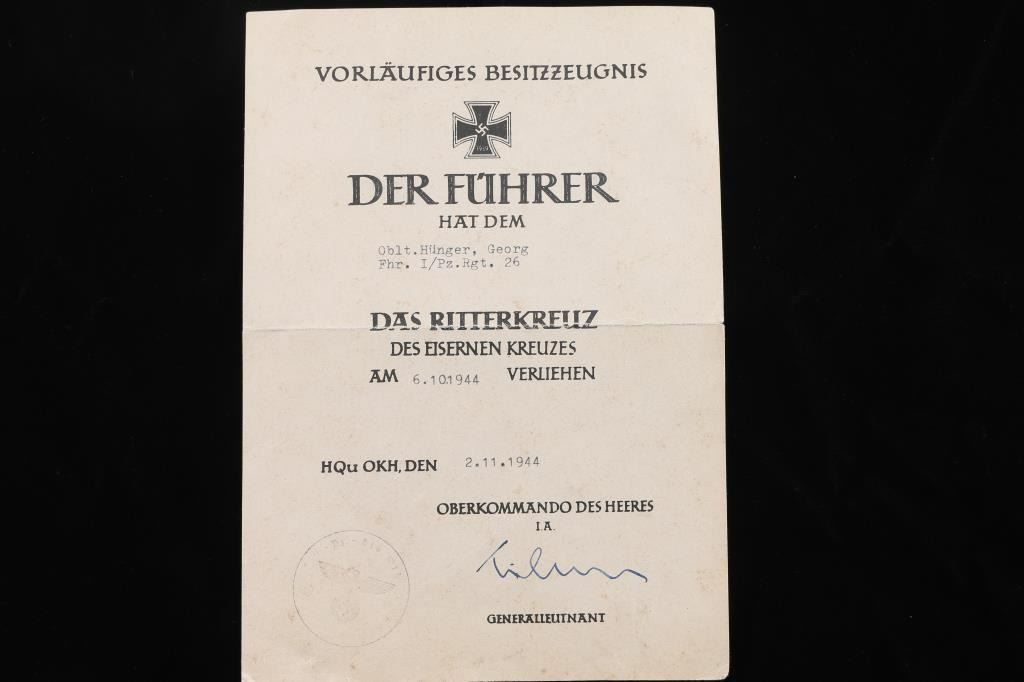 VORLÄUFIGES BESITZZEUGNIS
1939
DER FÜHRER
HAT DEM
Oblt.Hünger, Georg
Fhr. I/Pz.Rgt. 26
DAS RITTERKREUZ
DES EISERNEN KREUZES
AM 6.10.1944 VERLIEHEN
HQu OKH, DEN 2.11.1944
OBERKOMMANDO DES HEERES
I.A.
GENERALLEUTNANT